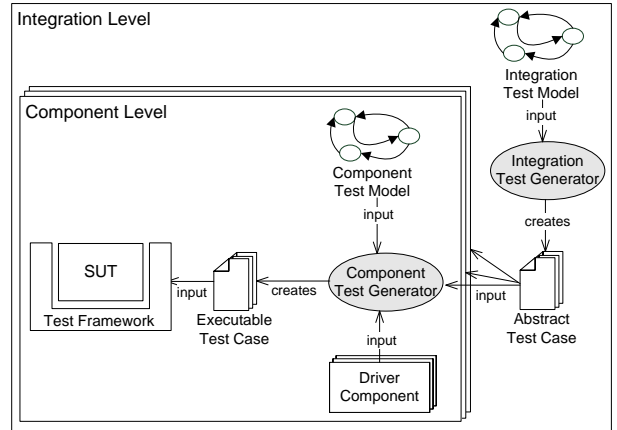 Integration Level
Integration
Test Model
input
Integration
Test Generator
creates
Abstract
Test Case
input
Component Level
Component
Test Model
input
Component
Test Generator
creates
Executable
Test Case
input
SUT
Test Framework
input
Driver
Component